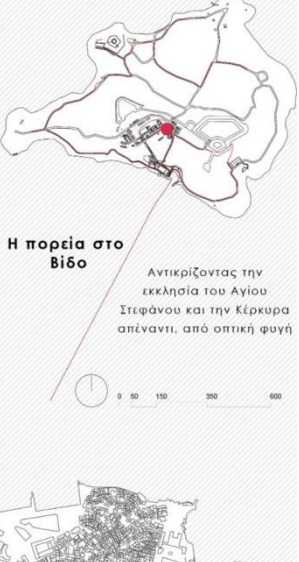 Η πορεία στο
Βίδο
Αντικρίζοντας την
εκκλησία του Αγίου
Στεφάνου και την Κέρκυρα
απέναντι, από οπτική φυγή
0 50 150 350 600